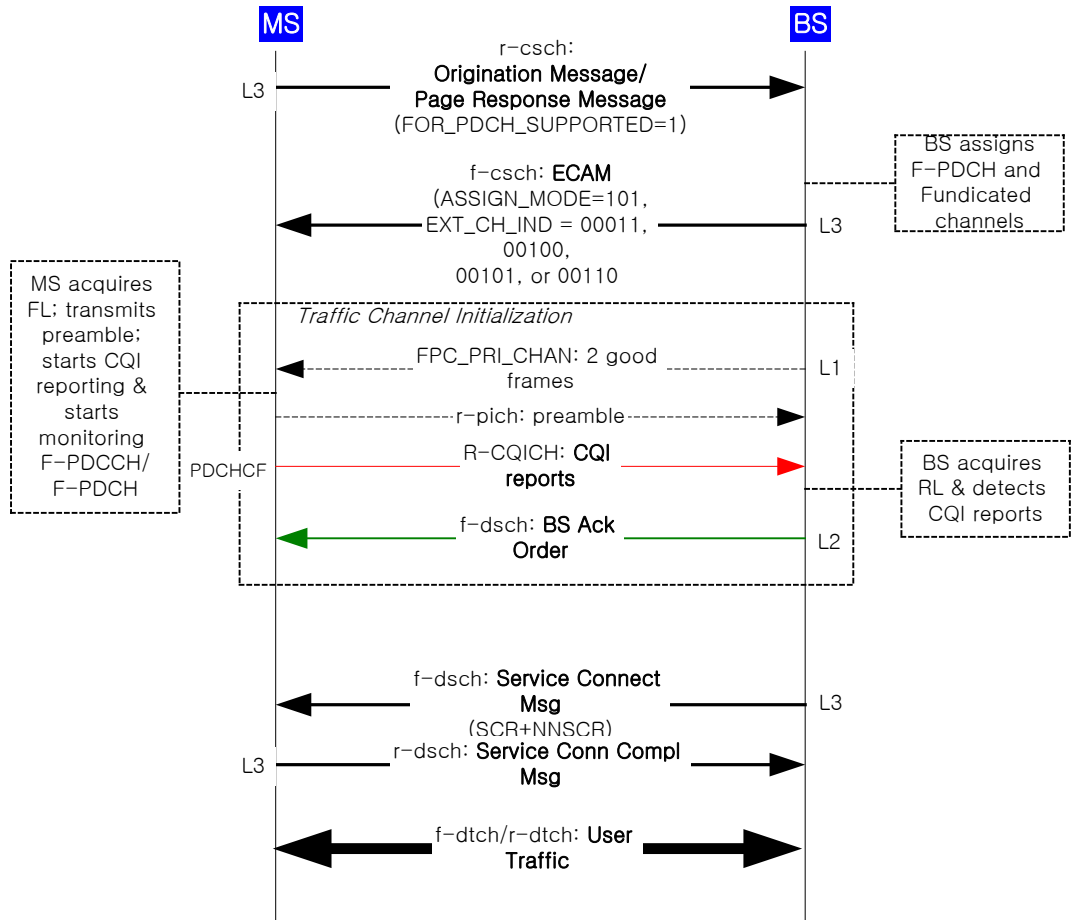 MS
BS
r-csch:
Origination Message/
Page Response Message
(FOR_PDCH_SUPPORTED=1)
L3
BS assigns
F-PDCH and
Fundicated
channels
f-csch: ECAM
(ASSIGN_MODE=101,
EXT_CH_IND = 00011,
00100,
00101, or 00110
L3
MS acquires
FL; transmits
preamble;
starts CQI
reporting &
starts
monitoring
F-PDCCH/
F-PDCH
Traffic Channel Initialization
FPC_PRI_CHAN: 2 good
frames
L1
r-pich: preamble
PDCHCF
R-CQICH: CQI
reports
BS acquires
RL & detects
CQI reports
f-dsch: BS Ack
Order
L2
f-dsch: Service Connect
Msg
(SCR+NNSCR)
L3
L3
r-dsch: Service Conn Compl
Msg
f-dtch/r-dtch: User
Traffic